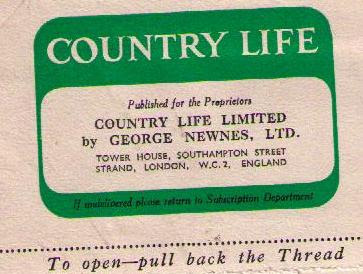 COUNTRY LIFE
Published for the Proprietors
COUNTRY LIFE LIMITED
by GEORGE NEWNES, LTD.
TOWER HOUSE, SOUTHAMPTON STREET
STRAND, LONDON, W.C.2, ENGLAND
If undelivered please return to Subscription Department
To open—pull back the Thread